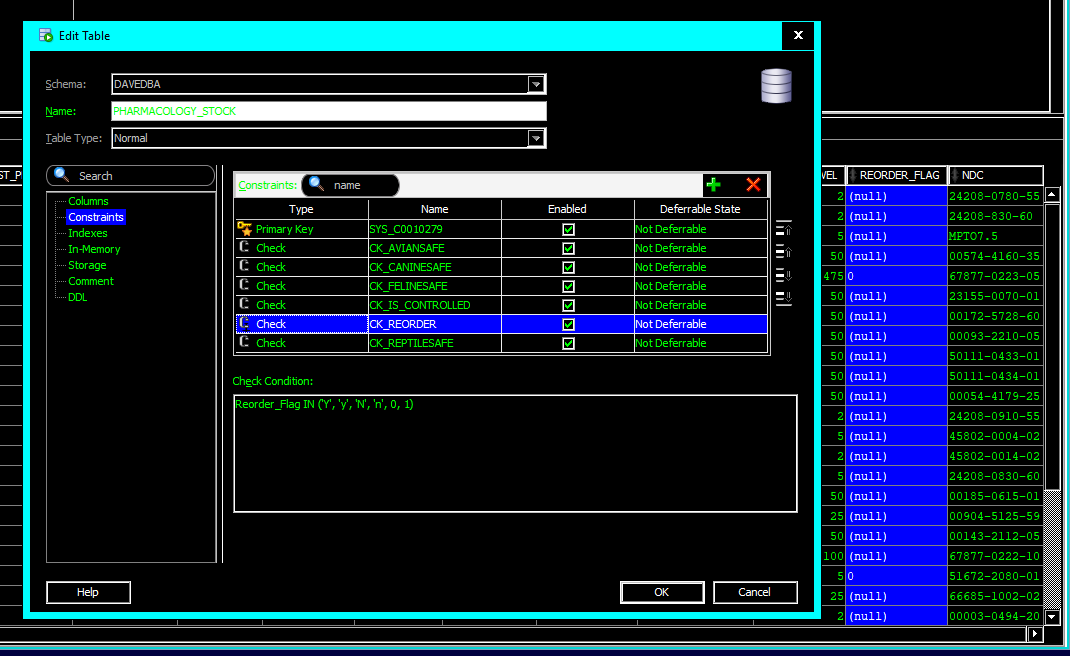 Edit Table
x
Schema:
DAVEDBA
Name:
PHARMACOLOGY_STOCK
Table Type:
Normal
Search
Columns
Constraints
Indexes
In-Memory
Storage
Comment
DDL
Constraints:
name
Type Name Enabled Deferrable State
Primary Key SYS_C0010279 Not Deferrable
Check CK_AVIANSAFE Not Deferrable
Check CK_CANINESAFE Not Deferrable
Check CK_FELINESAFE Not Deferrable
Check CK_IS_CONTROLLED Not Deferrable
Check CK_REORDER Not Deferrable
Check CK_REPTILESAFE Not Deferrable
Check Condition:
Reorder_Flag IN ('Y', 'y', 'N', 'n', 0, 1)
Help
OK
Cancel
ST_P
VEL REORDER_FLAG NDC
2 (null) 24208-0780-55
2 (null) 24208-830-60
5 (null) MPTO7.5
50 (null) 00574-4160-35
475 0 67877-0223-05
50 (null) 23155-0070-01
50 (null) 00172-5728-60
50 (null) 00093-2210-05
50 (null) 50111-0433-01
50 (null) 50111-0434-01
50 (null) 00054-4179-25
2 (null) 24208-0910-55
5 (null) 45802-0004-02
2 (null) 45802-0014-02
5 (null) 24208-0830-60
50 (null) 00185-0615-01
25 (null) 00904-5125-59
50 (null) 00143-2112-05
100 (null) 67877-0222-10
5 0 51672-2080-01
25 (null) 66685-1002-02
2 (null) 00003-0494-20